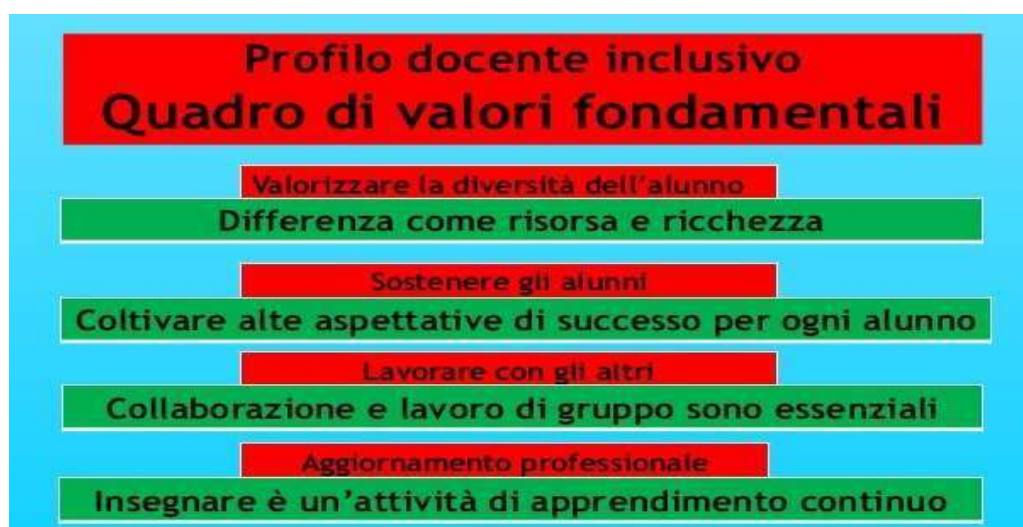 Profilo docente inclusivo
Quadro di valori fondamentali
Valorizzare la diversità dell'alunno
Differenza come risorsa e ricchezza
Sostenere gli alunni
Coltivare alte aspettative di successo per ogni alunno
Lavorare con gli altri
Collaborazione e lavoro di gruppo sono essenziali
Aggiornamento professionale
Insegnare è un'attività di apprendimento continuo